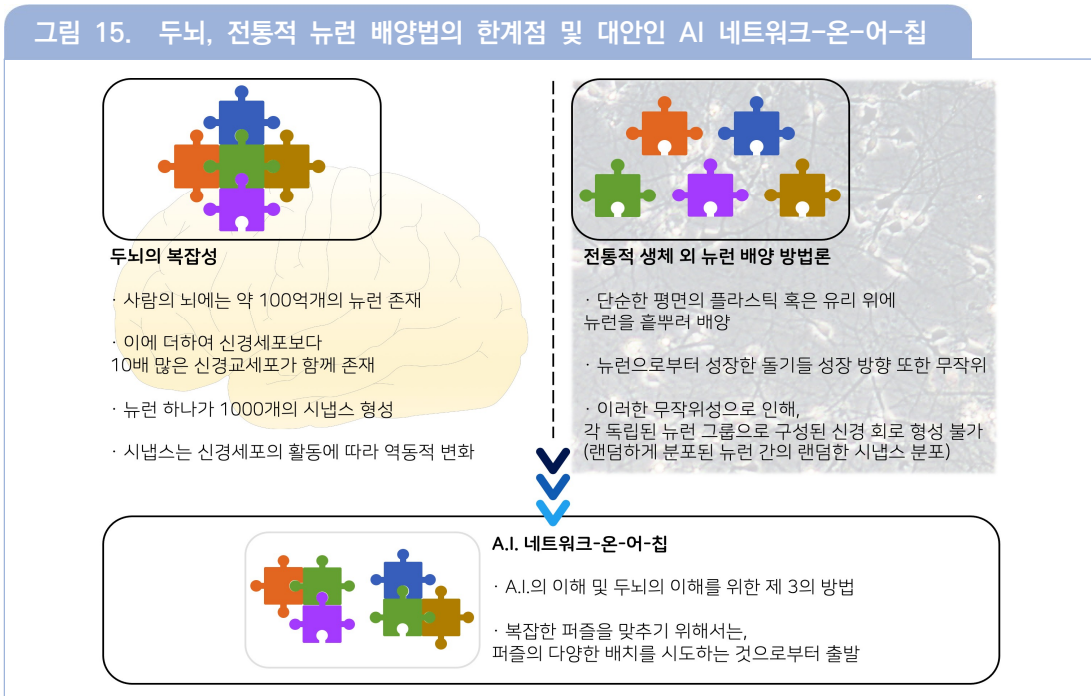 그림 15. 두뇌, 전통적 뉴런 배양법의 한계점 및 대안인 AI 네트워크-온-어-칩
두뇌의 복잡성
· 사람의 뇌에는 약 100억개의 뉴런 존재
· 이에 더하여 신경세포보다
10배 많은 신경교세포가 함께 존재
· 뉴런 하나가 1000개의 시냅스 형성
· 시냅스는 신경세포의 활동에 따라 역동적 변화
전통적 생체 외 뉴런 배양 방법론
· 단순한 평면의 플라스틱 혹은 유리 위에
뉴런을 흩뿌려 배양
· 뉴런으로부터 성장한 돌기들 성장 방향 또한 무작위
· 이러한 무작위성으로 인해,
각 독립된 뉴런 그룹으로 구성된 신경 회로 형성 불가
(랜덤하게 분포된 뉴런 간의 랜덤한 시냅스 분포)
A.I. 네트워크-온-어-칩
· A.I.의 이해 및 두뇌의 이해를 위한 제 3의 방법
· 복잡한 퍼즐을 맞추기 위해서는,
퍼즐의 다양한 배치를 시도하는 것으로부터 출발